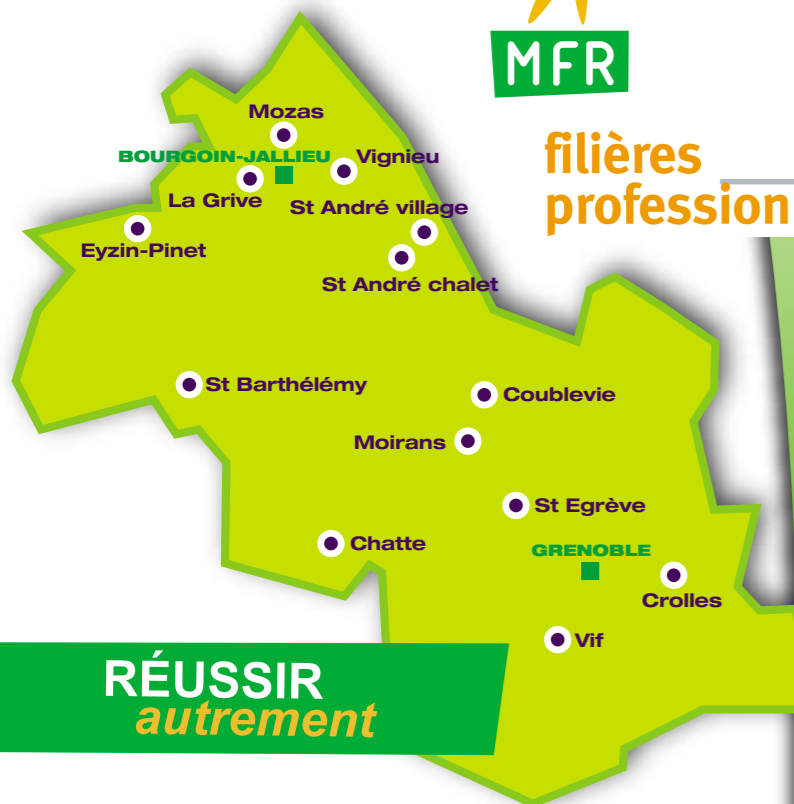 MFR
filières
profession
Mozas
BOURGOIN-JALLIEU
Vignieu
La Grive
St André village
Eyzin-Pinet
St André chalet
St Barthélémy
Coublevie
Moirans
St Egrève
Chatte
GRENOBLE
Crolles
Vif
RÉUSSIR
autrement